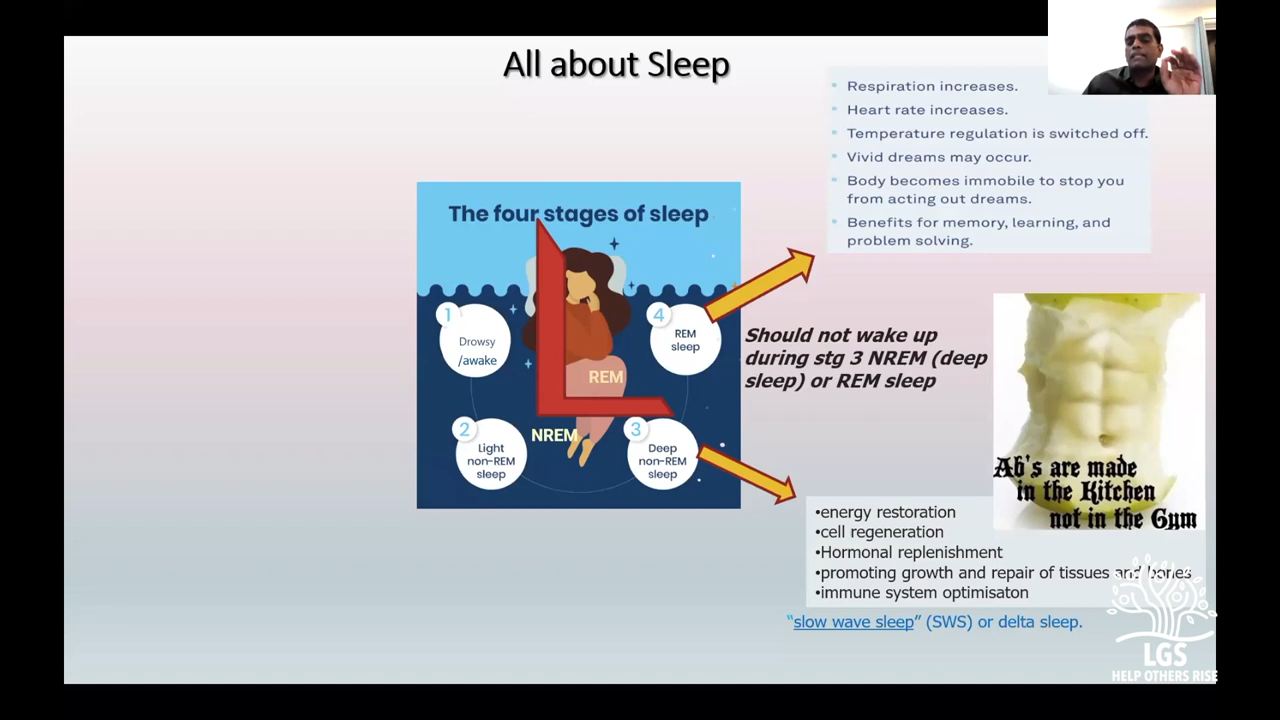 All about Sleep
Respiration increases.
Heart rate increases.
Temperature regulation is switched off.
Vivid dreams may occur.
Body becomes immobile to stop you
from acting out dreams.
Benefits for memory, learning, and
problem solving.
The four stages of sleep
1
Drowsy
/awake
4
REM
sleep
REM
NREM
2
Light
non-REM
sleep
3
Deep
non-REM
sleep
Should not wake up
during stg 3 NREM (deep
sleep) or REM sleep
Ab's are made
in the Kitchen
not in the Gym
•energy restoration
•cell regeneration
•Hormonal replenishment
•promoting growth and repair of tissues and bones
•immune system optimisaton
“slow wave sleep” (SWS) or delta sleep.
LGS
HELP OTHERS RISE